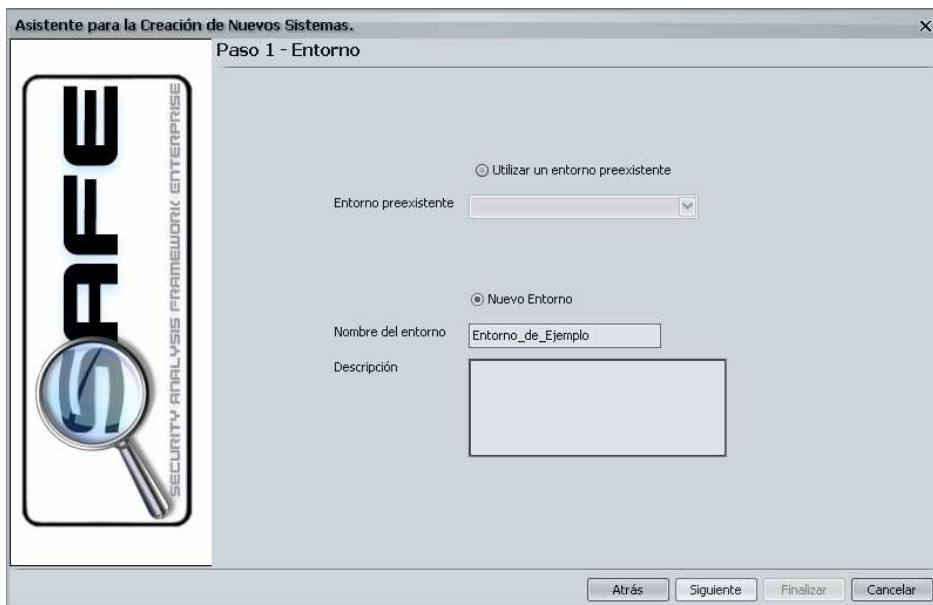 Asistente para la Creación de Nuevos Sistemas.
Paso 1 - Entorno
SAFE
SECURITY ANALYSIS FRAMEWORK ENTERPRISE
Utilizar un entorno preexistente
Entorno preexistente
Nuevo Entorno
Nombre del entorno
Entorno_de_Ejemplo
Descripción
Atrás
Siguiente
Finalizar
Cancelar